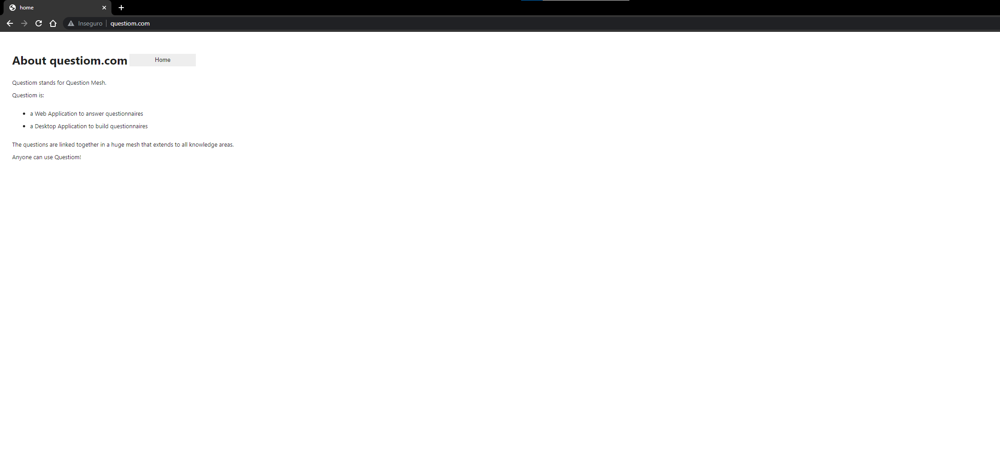 home
Inseguro
questiom.com
About questiom.com
Home
Questiom stands for Question Mesh.
Questiom is:
a Web Application to answer questionnaires
a Desktop Application to build questionnaires
The questions are linked together in a huge mesh that extends to all knowledge areas.
Anyone can use Questiom!